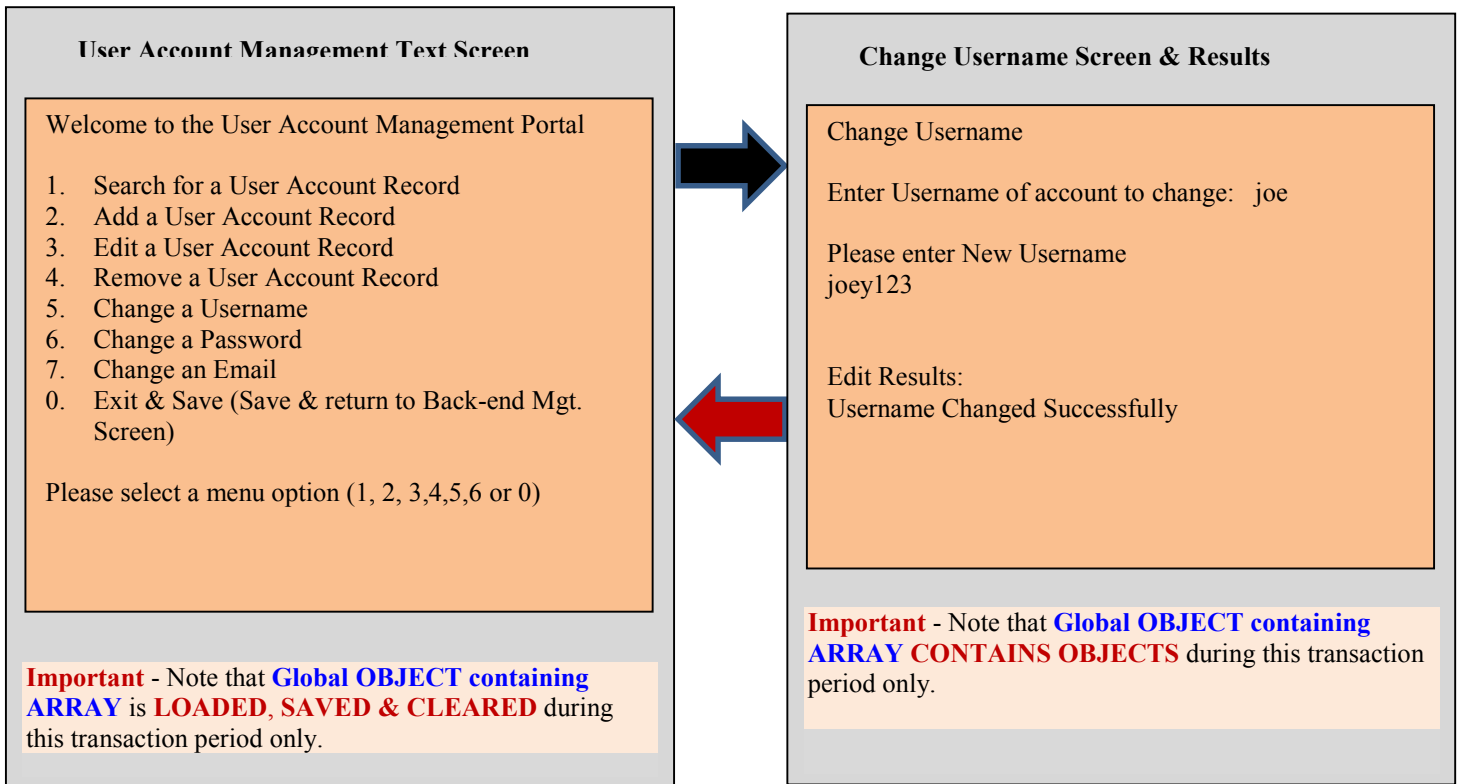 User Account Management Text Screen
Welcome to the User Account Management Portal
1. Search for a User Account Record
2. Add a User Account Record
3. Edit a User Account Record
4. Remove a User Account Record
5. Change a Username
6. Change a Password
7. Change an Email
0. Exit & Save (Save & return to Back-end Mgt.
Screen)
Please select a menu option (1, 2, 3,4,5,6 or 0)
Important - Note that Global OBJECT containing
ARRAY is LOADED, SAVED & CLEARED during
this transaction period only.
Change Username Screen & Results
Change Username
Enter Username of account to change: joe
Please enter New Username
joey123
Edit Results:
Username Changed Successfully
Important - Note that Global OBJECT containing
ARRAY CONTAINS OBJECTS during this transaction
period only.